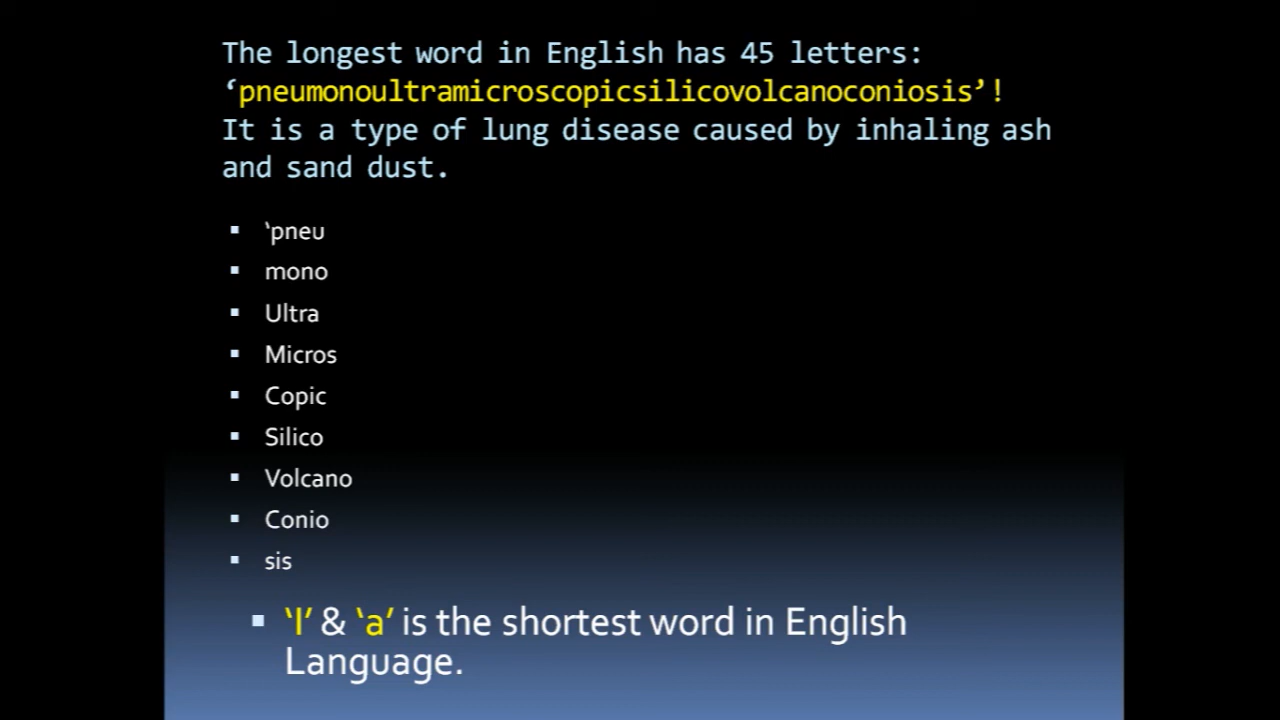 The longest word in English has 45 letters:
‘pneumonoultramicroscopicsilicovolcanoconiosis’!
It is a type of lung disease caused by inhaling ash
and sand dust.
‘pneu
mono
Ultra
Micros
Copic
Silico
Volcano
Conio
sis
‘I’ & ‘a’ is the shortest word in English
Language.